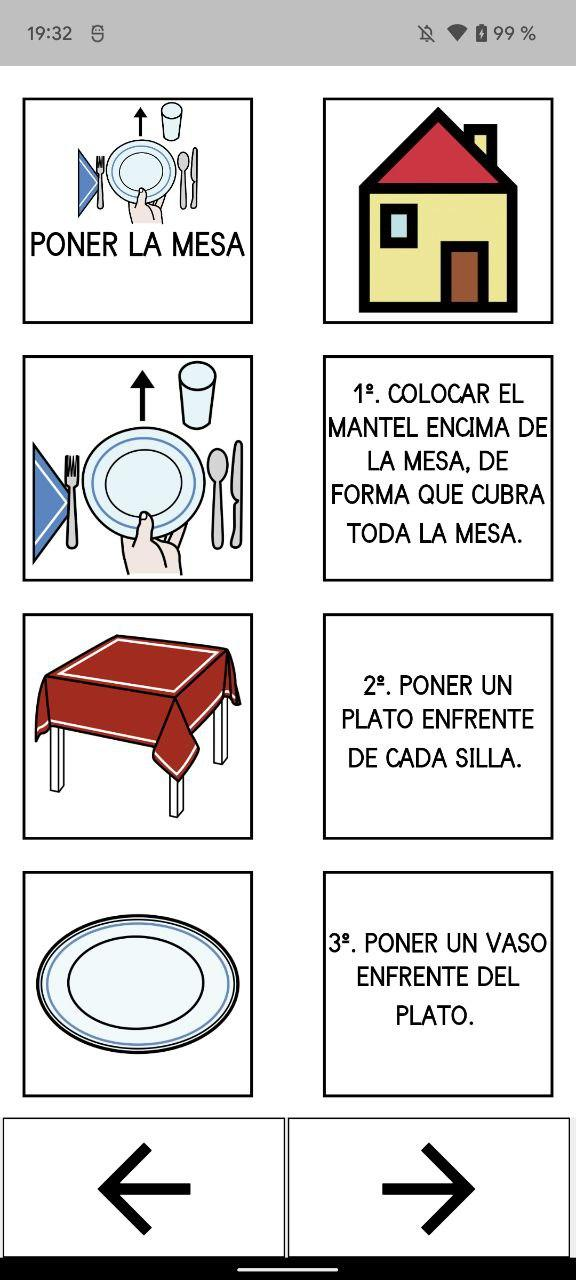 19:32
99 %
PONER LA MESA
1º. COLOCAR EL
MANTEL ENCIMA DE
LA MESA, DE
FORMA QUE CUBRA
TODA LA MESA.
2º. PONER UN
PLATO ENFRENTE
DE CADA SILLA.
3º. PONER UN VASO
ENFRENTE DEL
PLATO.